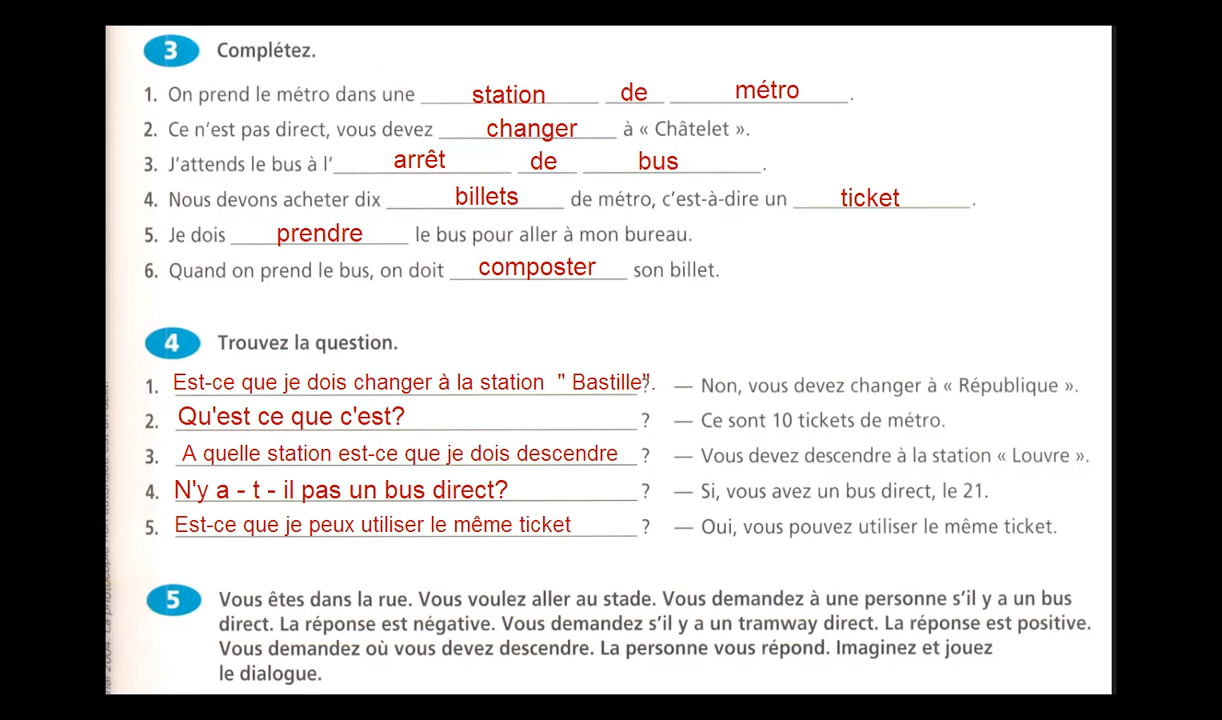 3 Complétez.
1. On prend le métro dans une station de métro.
2. Ce n'est pas direct, vous devez changer à « Châtelet ».
3. J'attends le bus à l' arrêt de bus.
4. Nous devons acheter dix billets de métro, c'est-à-dire un ticket.
5. Je dois prendre le bus pour aller à mon bureau.
6. Quand on prend le bus, on doit composter son billet.
4 Trouvez la question.
1. Est-ce que je dois changer à la station " Bastille". ? — Non, vous devez changer à « République ».
2. Qu'est ce que c'est? ? — Ce sont 10 tickets de métro.
3. A quelle station est-ce que je dois descendre ? — Vous devez descendre à la station « Louvre ».
4. N'y a - t - il pas un bus direct? ? — Si, vous avez un bus direct, le 21.
5. Est-ce que je peux utiliser le même ticket ? — Oui, vous pouvez utiliser le même ticket.
5 Vous êtes dans la rue. Vous voulez aller au stade. Vous demandez à une personne s'il y a un bus
direct. La réponse est négative. Vous demandez s'il y a un tramway direct. La réponse est positive.
Vous demandez où vous devez descendre. La personne vous répond. Imaginez et jouez
le dialogue.